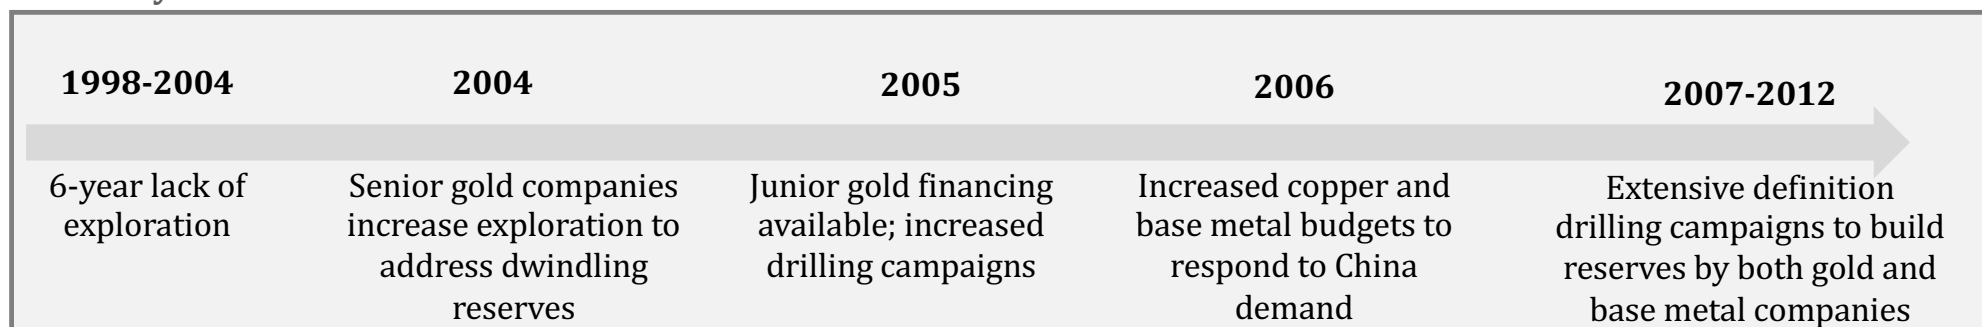 1998-2004
6-year lack of
exploration
2004
Senior gold companies
increase exploration to
address dwindling
reserves
2005
Junior gold financing
available; increased
drilling campaigns
2006
Increased copper and
base metal budgets to
respond to China
demand
2007-2012
Extensive definition
drilling campaigns to build
reserves by both gold and
base metal companies